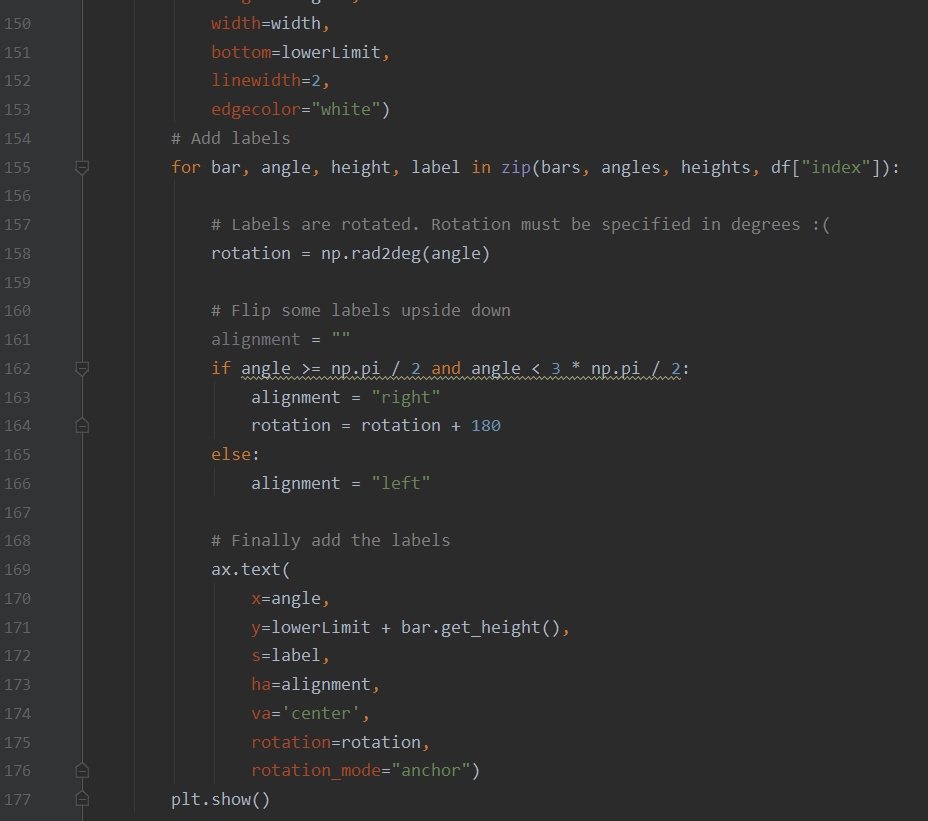 150 width=width,
151 bottom=lowerLimit,
152 linewidth=2,
153 edgecolor="white")
154 # Add labels
155 for bar, angle, height, label in zip(bars, angles, heights, df["index"]):
156
157 # Labels are rotated. Rotation must be specified in degrees :(
158 rotation = np.rad2deg(angle)
159
160 # Flip some labels upside down
161 alignment = ""
162 if angle >= np.pi / 2 and angle < 3 * np.pi / 2:
163 alignment = "right"
164 rotation = rotation + 180
165 else:
166 alignment = "left"
167
168 # Finally add the labels
169 ax.text(
170 x=angle,
171 y=lowerLimit + bar.get_height(),
172 s=label,
173 ha=alignment,
174 va='center',
175 rotation=rotation,
176 rotation_mode="anchor")
177 plt.show()